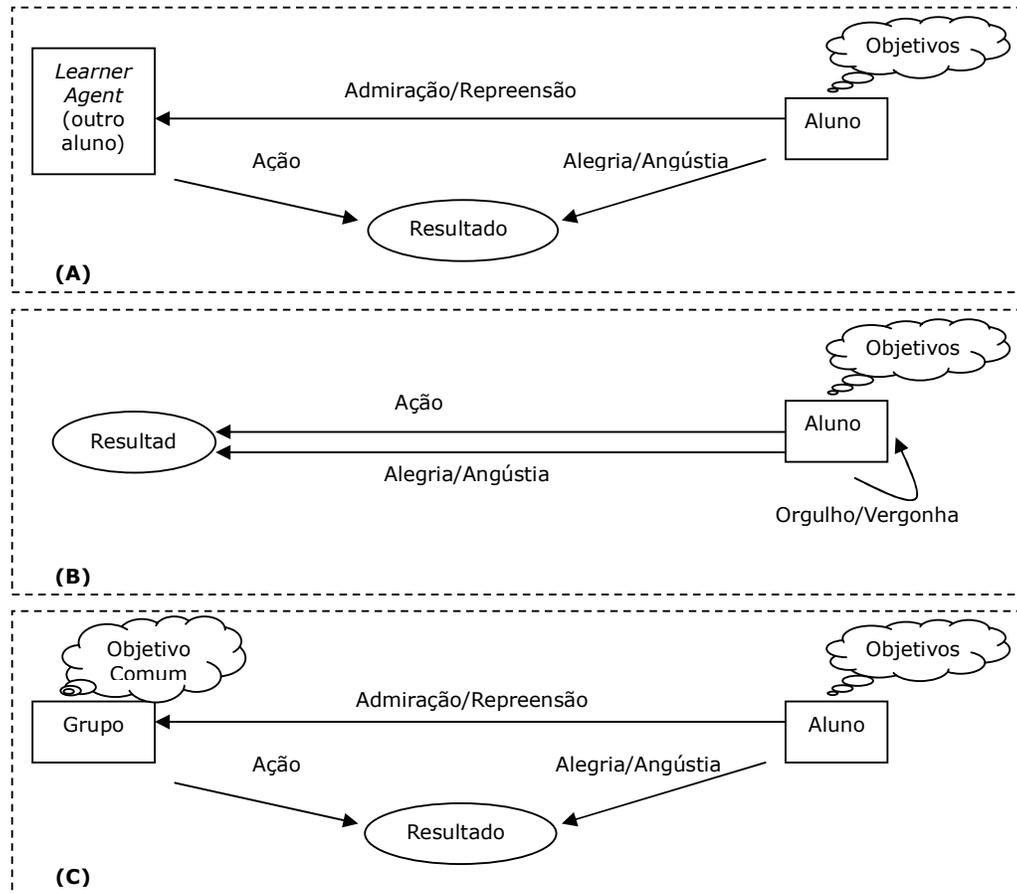 Objetivos
Learner
Agent
(outro
aluno)
Admiração/Repreensão
Aluno
Ação
Alegria/Angústia
Resultado
(A)
Objetivos
Ação
Aluno
Resultad
Alegria/Angústia
Orgulho/Vergonha
(B)
Objetivo
Comum
Objetivos
Admiração/Repreensão
Grupo
Aluno
Ação
Alegria/Angústia
Resultado
(C)